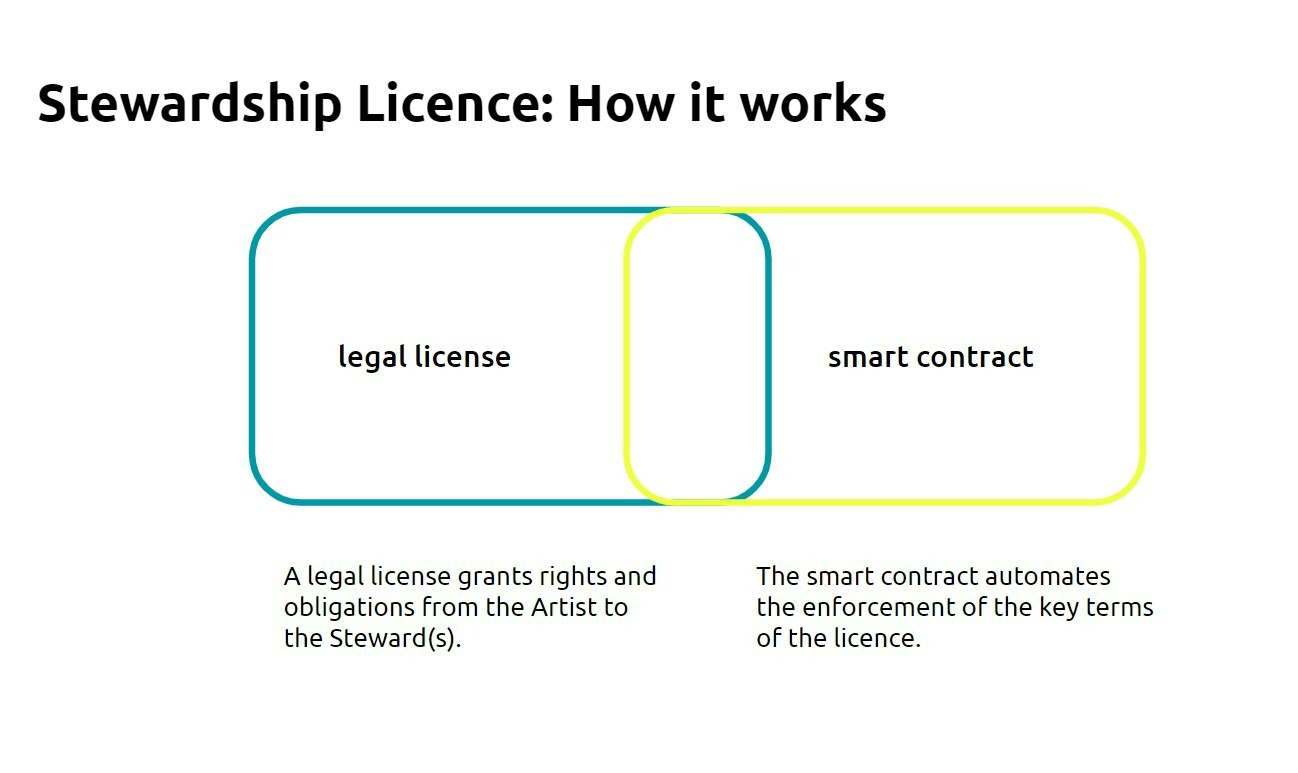 Stewardship Licence: How it works
legal license
smart contract
A legal license grants rights and
obligations from the Artist to
the Steward(s).
The smart contract automates
the enforcement of the key terms
of the licence.